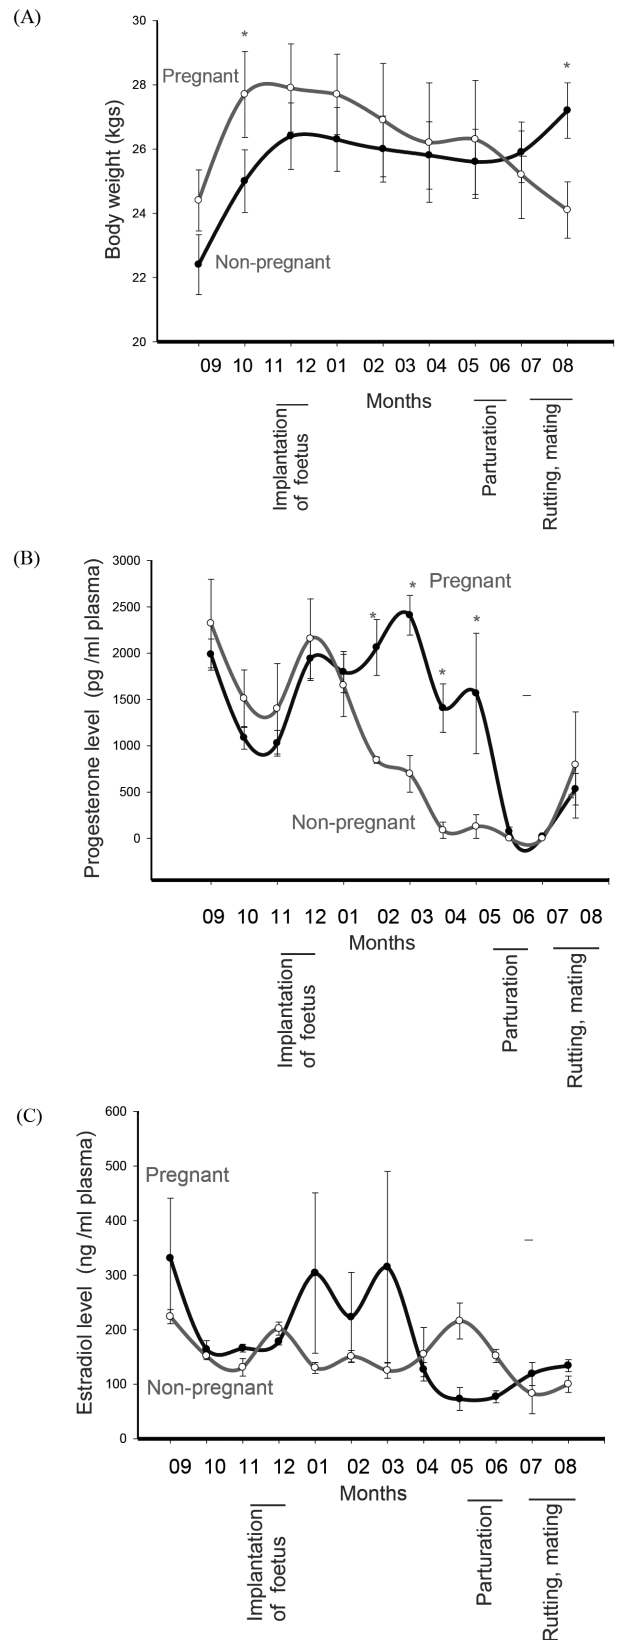 (A)
30
28
26
24
22
20
Body weight (kgs)
Pregnant
*
*
Non-pregnant
09 10 11 12 01 02 03 04 05 06 07 08
Months
Implantation
of foetus
Parturation
Rutting, mating
(B)
3000
2500
2000
1500
1000
500
0
Progesterone level (pg /ml plasma)
Pregnant
*
*
*
*
Non-pregnant
09 10 11 12 01 02 03 04 05 06 07 08
Months
Implantation
of foetus
Parturation
Rutting, mating
(C)
600
500
400
300
200
100
0
Estradiol level (ng /ml plasma)
Pregnant
Non-pregnant
09 10 11 12 01 02 03 04 05 06 07 08
Months
Implantation
of foetus
Parturation
Rutting, mating